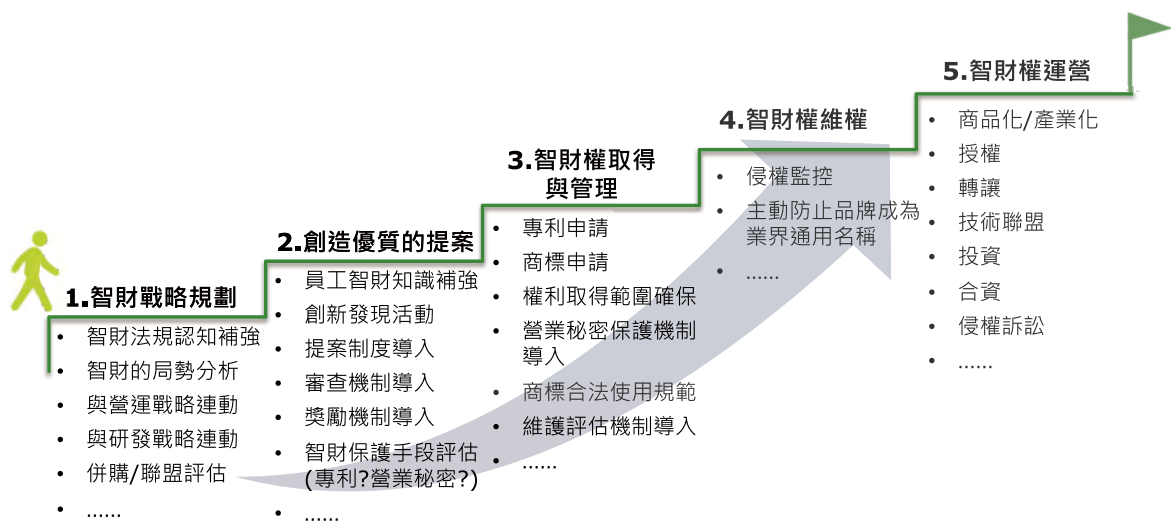 1.智財戰略規劃
• 智財法規認知補強
• 智財的局勢分析
• 與營運戰略連動
• 與研發戰略連動
• 併購/聯盟評估
• ......
2.創造優質的提案
• 員工智財知識補強
• 創新發現活動
• 提案制度導入
• 審查機制導入
• 獎勵機制導入
• 智財保護手段評估
(專利?營業秘密?)
• ......
3.智財權取得
與管理
• 專利申請
• 商標申請
• 權利取得範圍確保
• 營業秘密保護機制
導入
• 商標合法使用規範
• 維護評估機制導入
• ......
4.智財權維權
• 侵權監控
• 主動防止品牌成為
業界通用名稱
• ......
5.智財權運營
• 商品化/產業化
• 授權
• 轉讓
• 技術聯盟
• 投資
• 合資
• 侵權訴訟
• ......